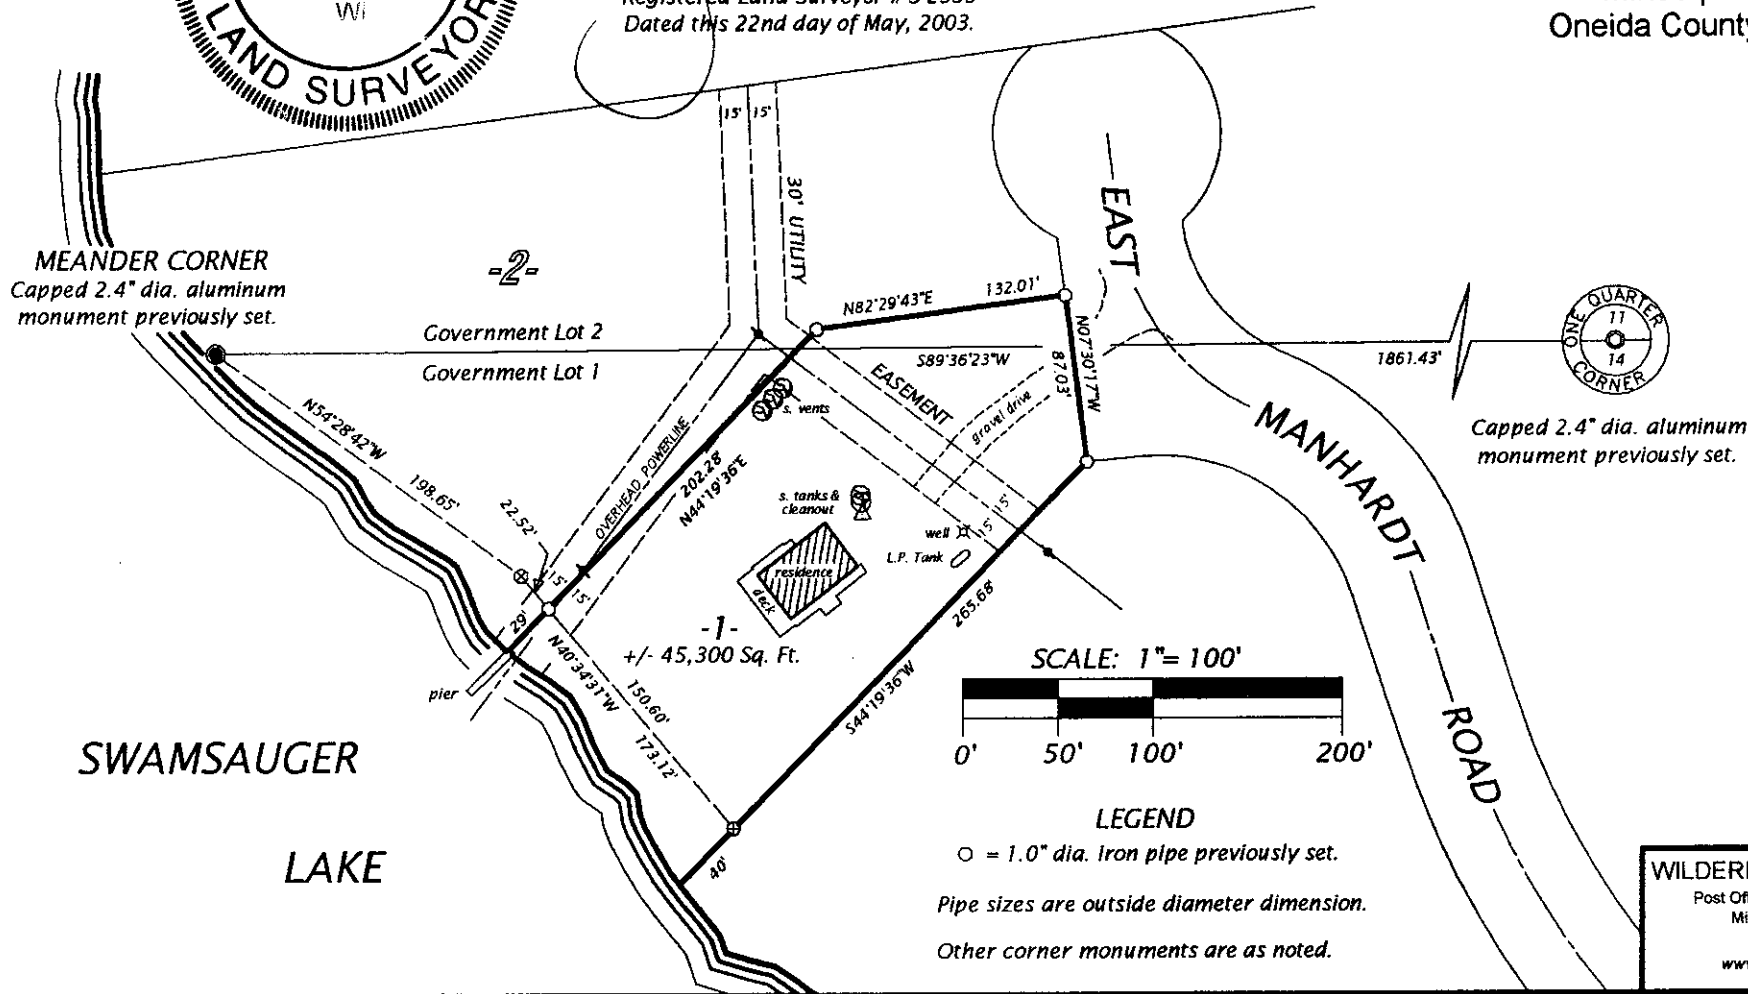 WI
LAND SURVEYOR
Dated this 22nd day of May, 2003.
Oneida County
15' 15'
30' UTILITY
EASEMENT
EAST
MANHARDT
ROAD
MEANDER CORNER
Capped 2.4" dia. aluminum
monument previously set.
-2-
Government Lot 2
Government Lot 1
N82°29'43"E 132.01'
N07°30'17"W
87.03'
S89°36'23"W
1861.43'
ONE QUARTER
11
14
CORNER
Capped 2.4" dia. aluminum
monument previously set.
N54°28'42"W
198.65'
22.52'
OVERHEAD POWERLINE
202.28'
N44°19'36"E
s. vents
gravel drive
s. tanks &
cleanout
well
L.P. Tank
15' 15'
residence
deck
15' 15'
29'
pier
-1-
+/- 45,300 Sq. Ft.
N40°34'31"W
150.60'
173.12'
265.68'
S44°19'36"W
40'
SWAMSAUGER
LAKE
SCALE: 1"= 100'
0' 50' 100' 200'
LEGEND
O = 1.0" dia. iron pipe previously set.
Pipe sizes are outside diameter dimension.
Other corner monuments are as noted.
WILDER
Post Of
Mi
www